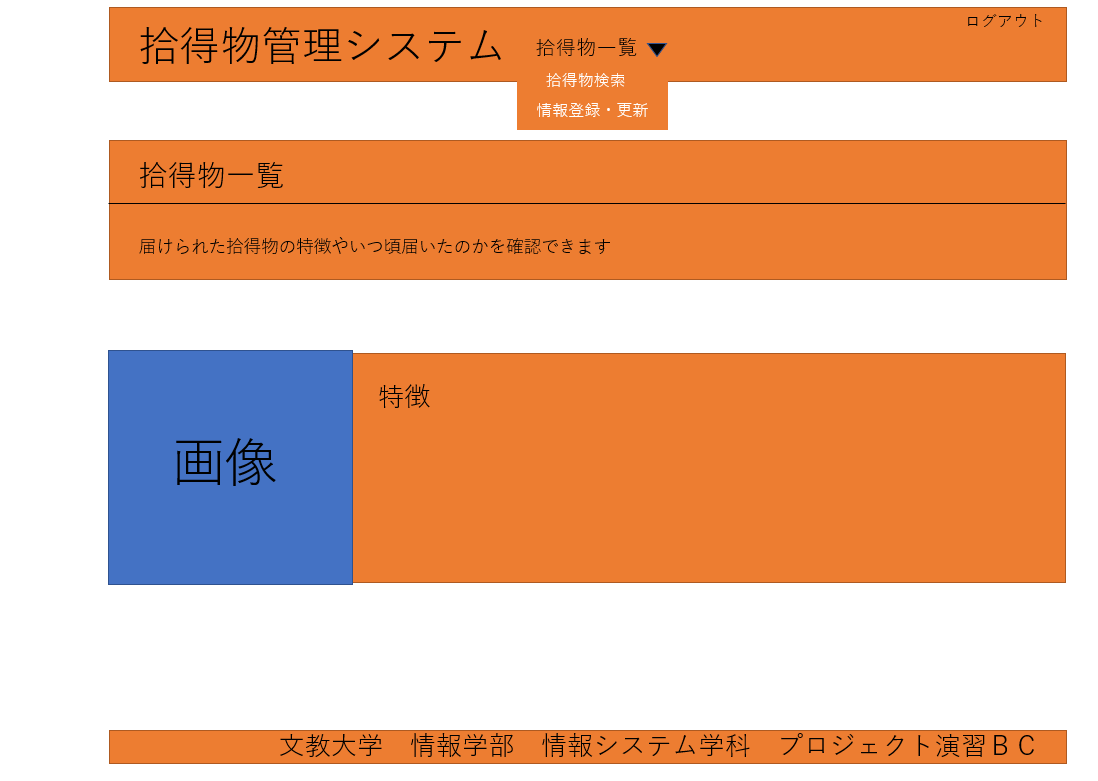 ログアウト
拾得物管理システム
拾得物一覧 ▼
拾得物検索
情報登録・更新
拾得物一覧
届けられた拾得物の特徴やいつ頃届いたのかを確認できます
画像
特徴
文教大学　情報学部　情報システム学科　プロジェクト演習ＢＣ